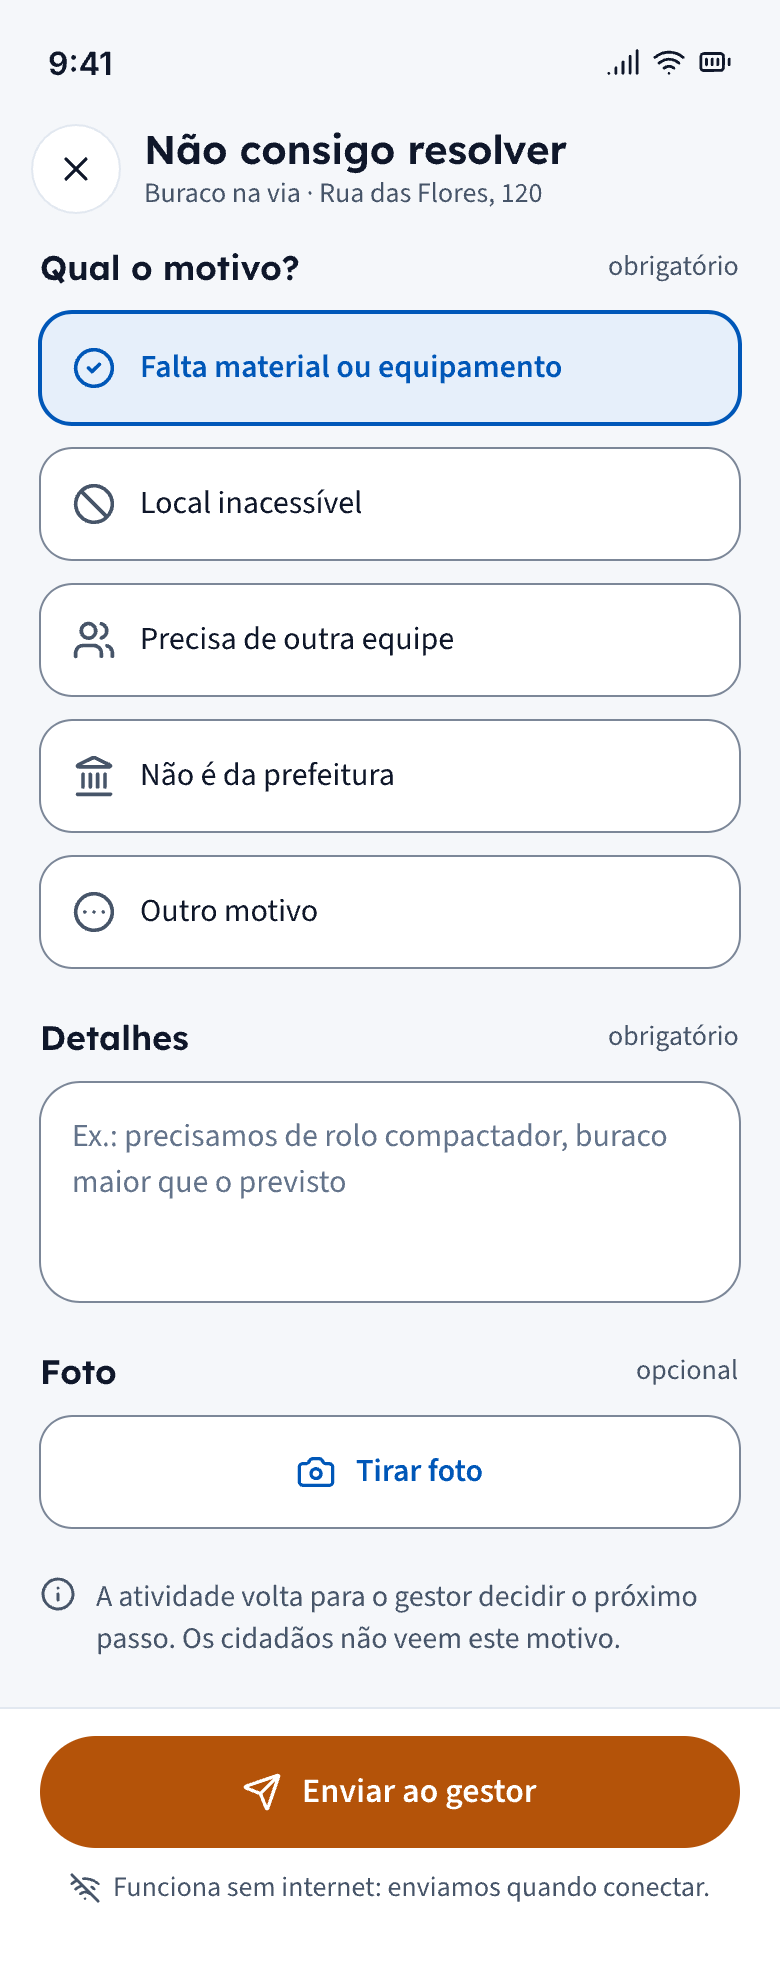 9:41
Não consigo resolver
Buraco na via · Rua das Flores, 120
Qual o motivo?
obrigatório
Falta material ou equipamento
Local inacessível
Precisa de outra equipe
Não é da prefeitura
Outro motivo
Detalhes
obrigatório
Ex.: precisamos de rolo compactador, buraco
maior que o previsto
Foto
opcional
Tirar foto
A atividade volta para o gestor decidir o próximo
passo. Os cidadãos não veem este motivo.
Enviar ao gestor
Funciona sem internet: enviamos quando conectar.